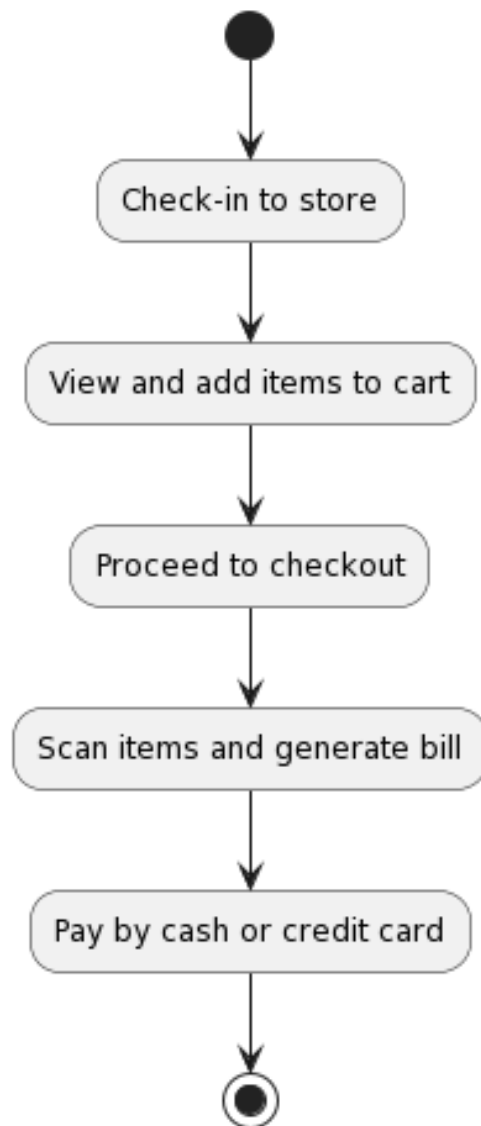 Check-in to store
View and add items to cart
Proceed to checkout
Scan items and generate bill
Pay by cash or credit card